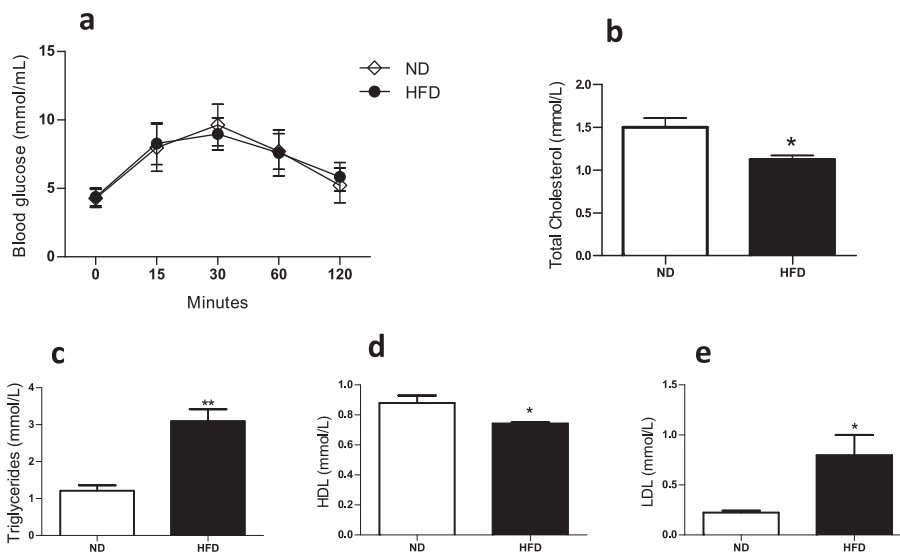 a
Blood glucose (mmol/mL)
15
10
5
0
0 15 30 60 120
Minutes
ND
HFD
b
Total Cholesterol (mmol/L)
2.0
1.5
1.0
0.5
0.0
*
ND HFD
c
Triglycerides (mmol/L)
4
3
2
1
0
**
ND HFD
d
HDL (mmol/L)
1.0
0.8
0.6
0.4
0.2
0.0
*
ND HFD
e
LDL (mmol/L)
1.5
1.0
0.5
0.0
*
ND HFD